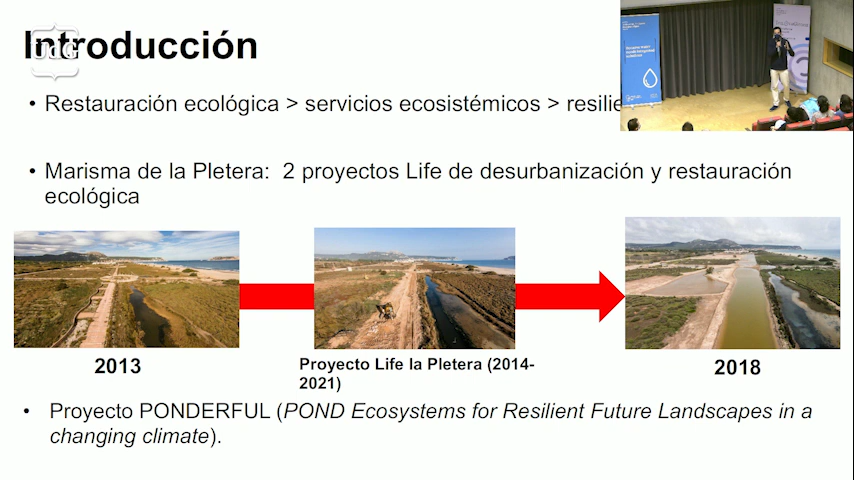 Introducción
UdG
• Restauración ecológica > servicios ecosistémicos > resilie
• Marisma de la Pletera: 2 proyectos Life de desurbanización y restauración
ecológica
2013
Proyecto Life la Pletera (2014-
2021)
2018
• Proyecto PONDERFUL (POND Ecosystems for Resilient Future Landscapes in a
changing climate).